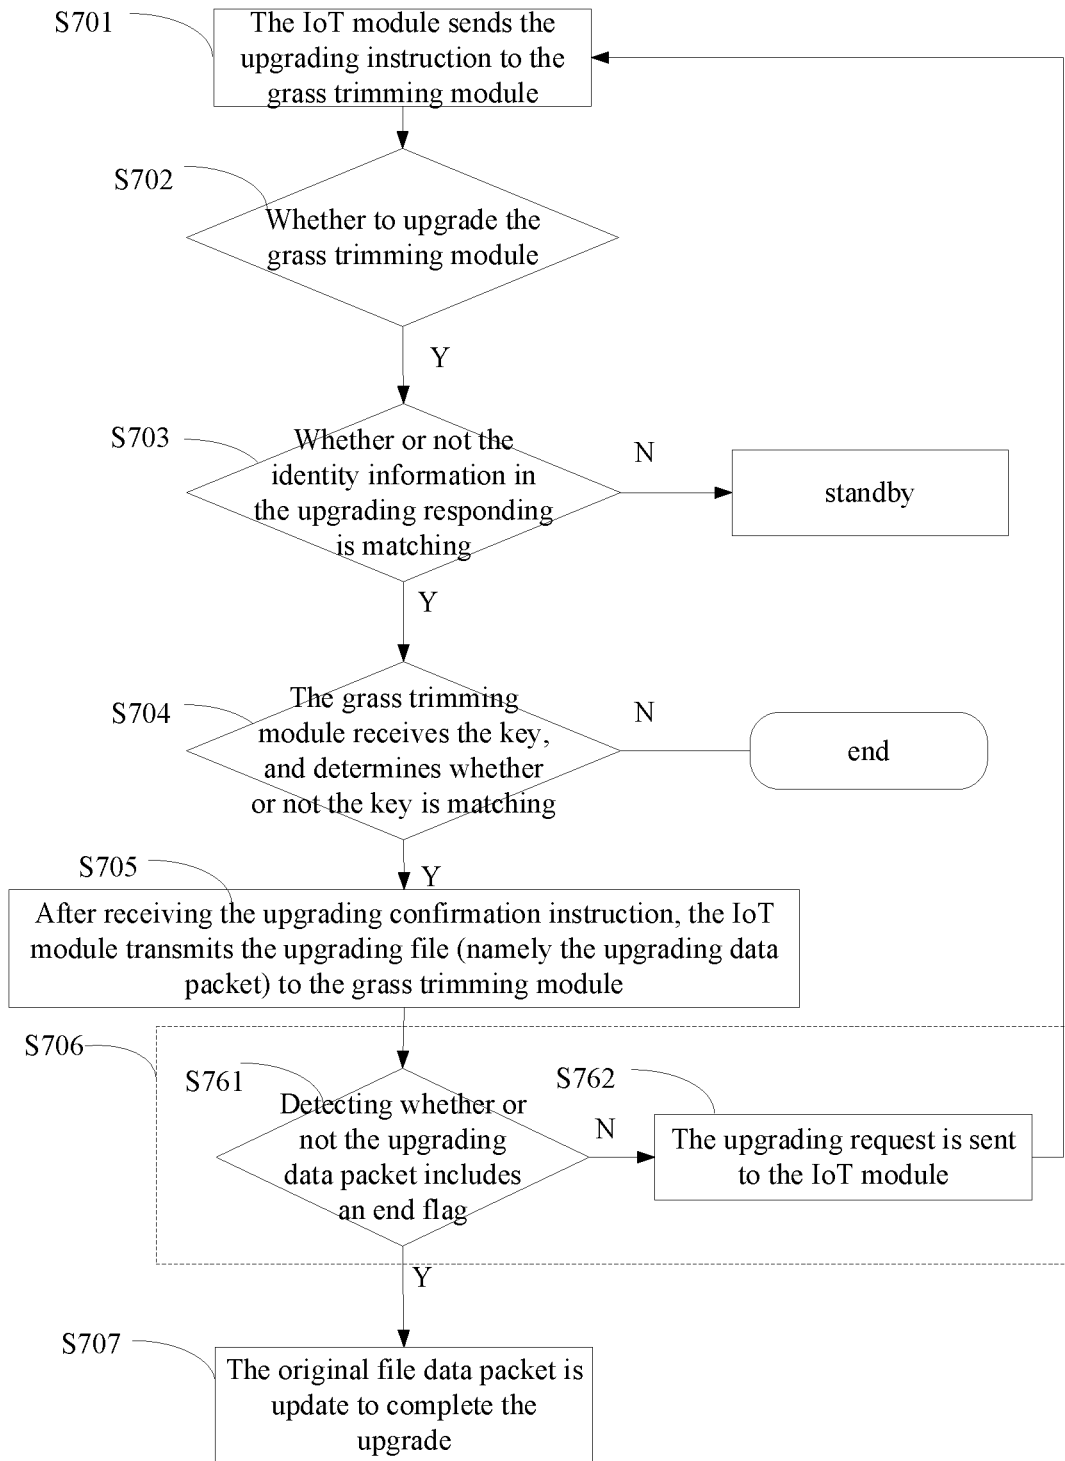 S701
The IoT module sends the
upgrading instruction to the
grass trimming module
S702
Whether to upgrade the
grass trimming module
Y
S703
Whether or not the
identity information in
the upgrading responding
is matching
N
standby
Y
S704
The grass trimming
module receives the key,
and determines whether
or not the key is matching
N
end
Y
S705
After receiving the upgrading confirmation instruction, the IoT
module transmits the upgrading file (namely the upgrading data
packet) to the grass trimming module
S706
S761
Detecting whether or
not the upgrading
data packet includes
an end flag
N
S762
The upgrading request is sent
to the IoT module
Y
S707
The original file data packet is
update to complete the
upgrade